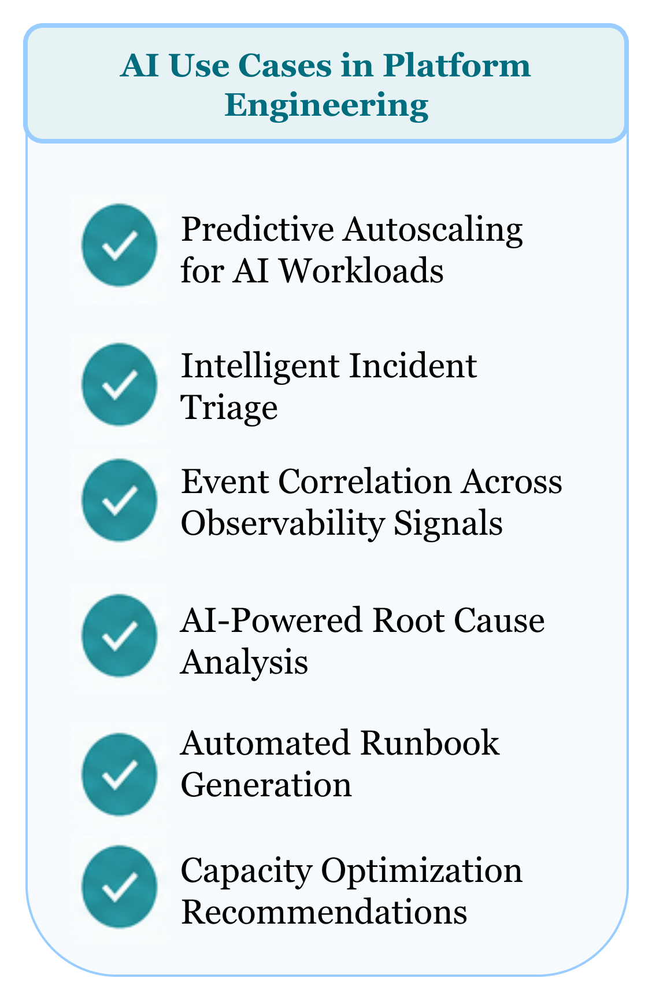 AI Use Cases in Platform
Engineering
Predictive Autoscaling
for AI Workloads
Intelligent Incident
Triage
Event Correlation Across
Observability Signals
AI-Powered Root Cause
Analysis
Automated Runbook
Generation
Capacity Optimization
Recommendations